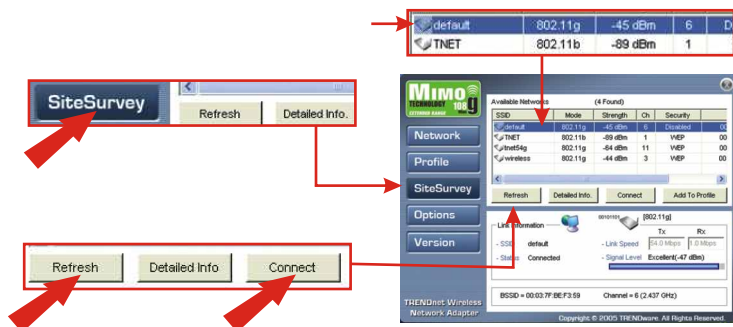 default 802.11g -45 dBm 6 D
TNET 802.11b -89 dBm 1
SiteSurvey
Refresh Detailed Info.
Refresh Detailed Info Connect
MIMO
TECHNOLOGY 108 g
EXTENDED RANGE
Network
Profile
SiteSurvey
Options
Version
TRENDnet Wireless
Network Adapter
Available Networks (4 Found)
SSID Mode Strength Ch Security
default 802.11g -45 dBm 6 Disabled 00
TNET 802.11b -89 dBm 1 WEP 00
tnet54g 802.11g -64 dBm 11 WEP 00
wireless 802.11g -44 dBm 3 WEP 00
Refresh Detailed Info. Connect Add To Profile
Link Information [802.11g]
Tx Rx
- SSID default - Link Speed 54.0 Mbps 1.0 Mbps
- Status Connected - Signal Level Excellent(-47 dBm)
BSSID = 00:03:7F:BE:F3:59 Channel = 6 (2.437 GHz)
Copyright © 2005 TRENDware. All Rights Reserved.